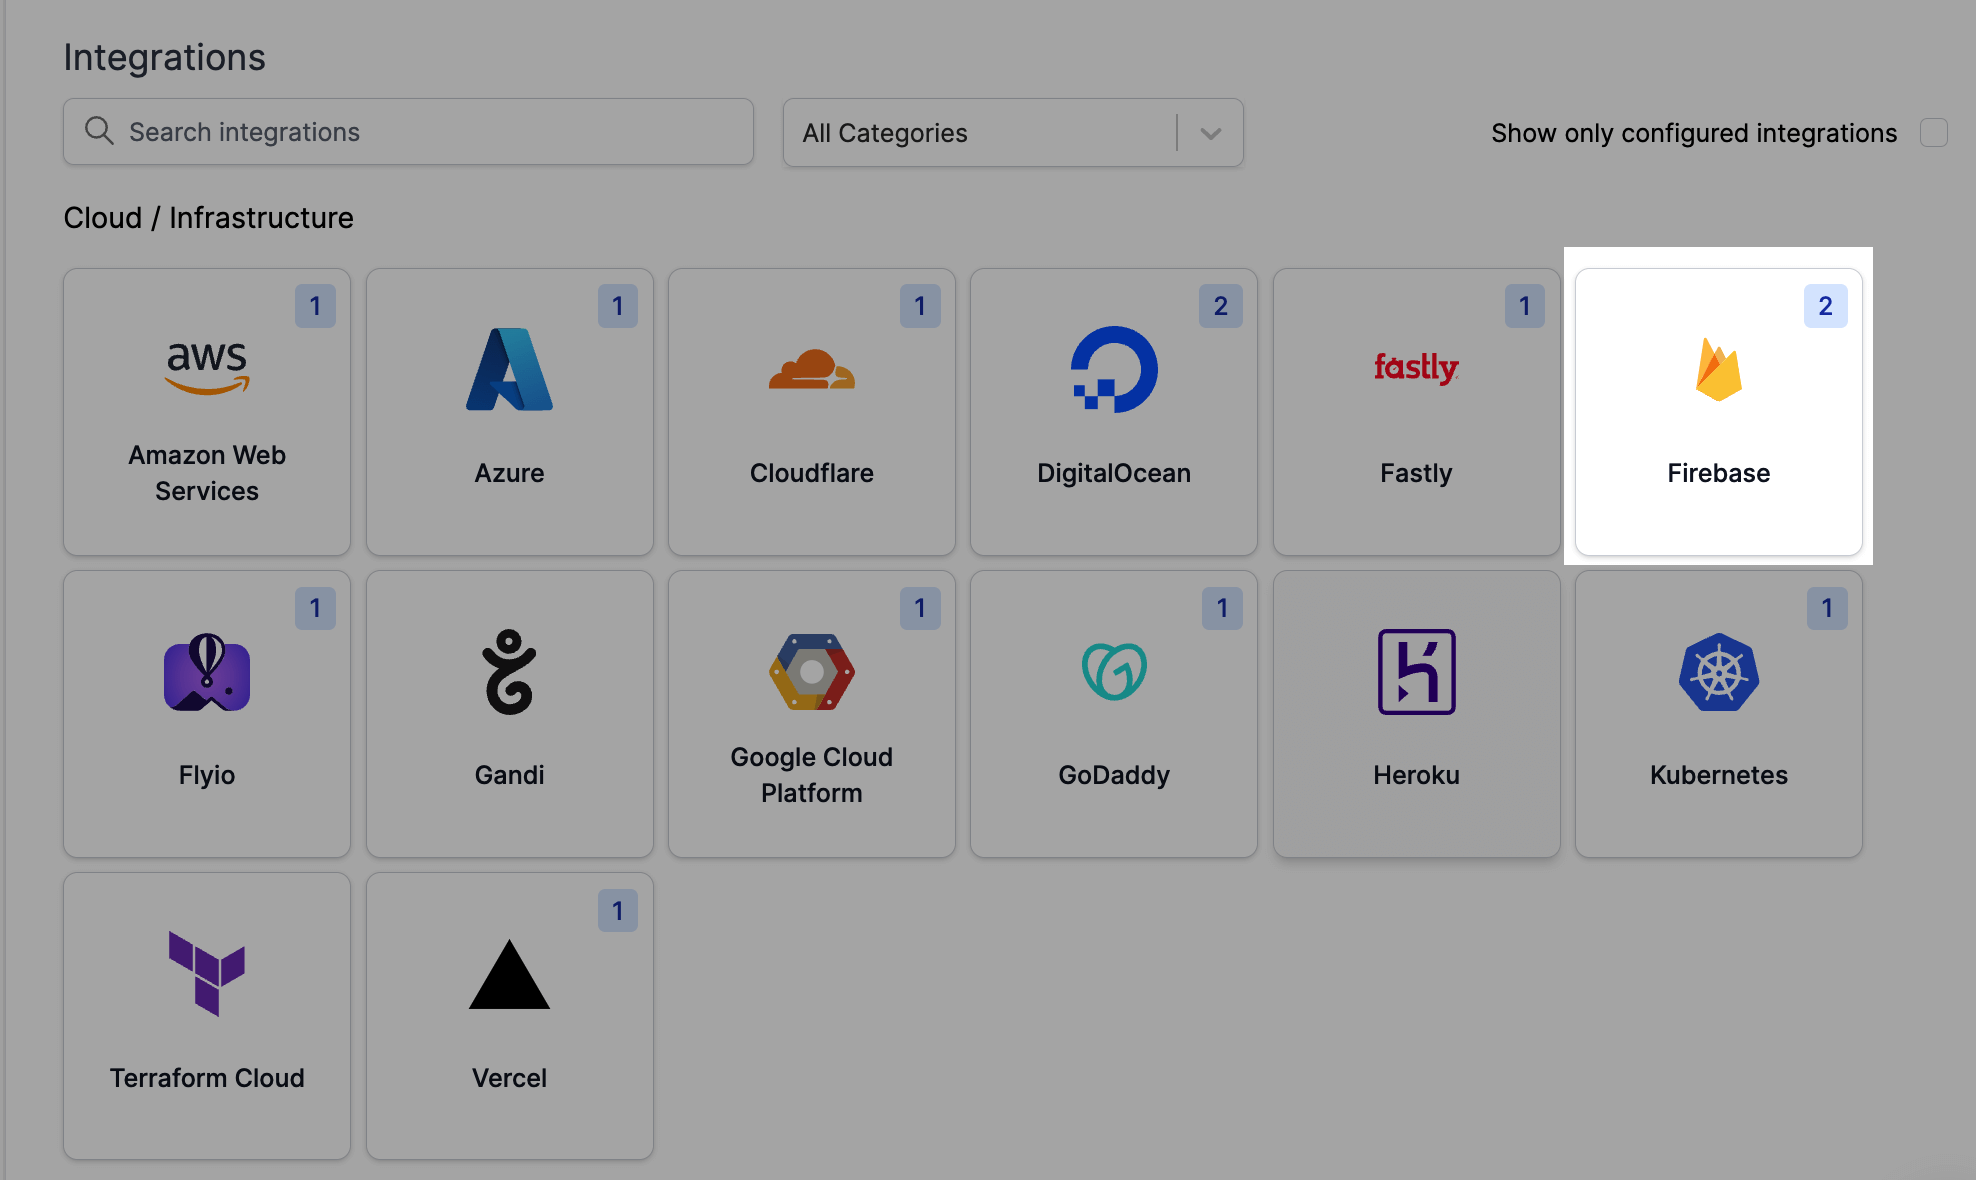 Integrations
Search integrations
All Categories
Show only configured integrations
Cloud / Infrastructure
1
aws
Amazon Web
Services
1
Azure
1
Cloudflare
2
DigitalOcean
1
fastly
Fastly
2
Firebase
1
Flyio
Gandi
1
Google Cloud
Platform
1
GoDaddy
Heroku
1
Kubernetes
Terraform Cloud
1
Vercel